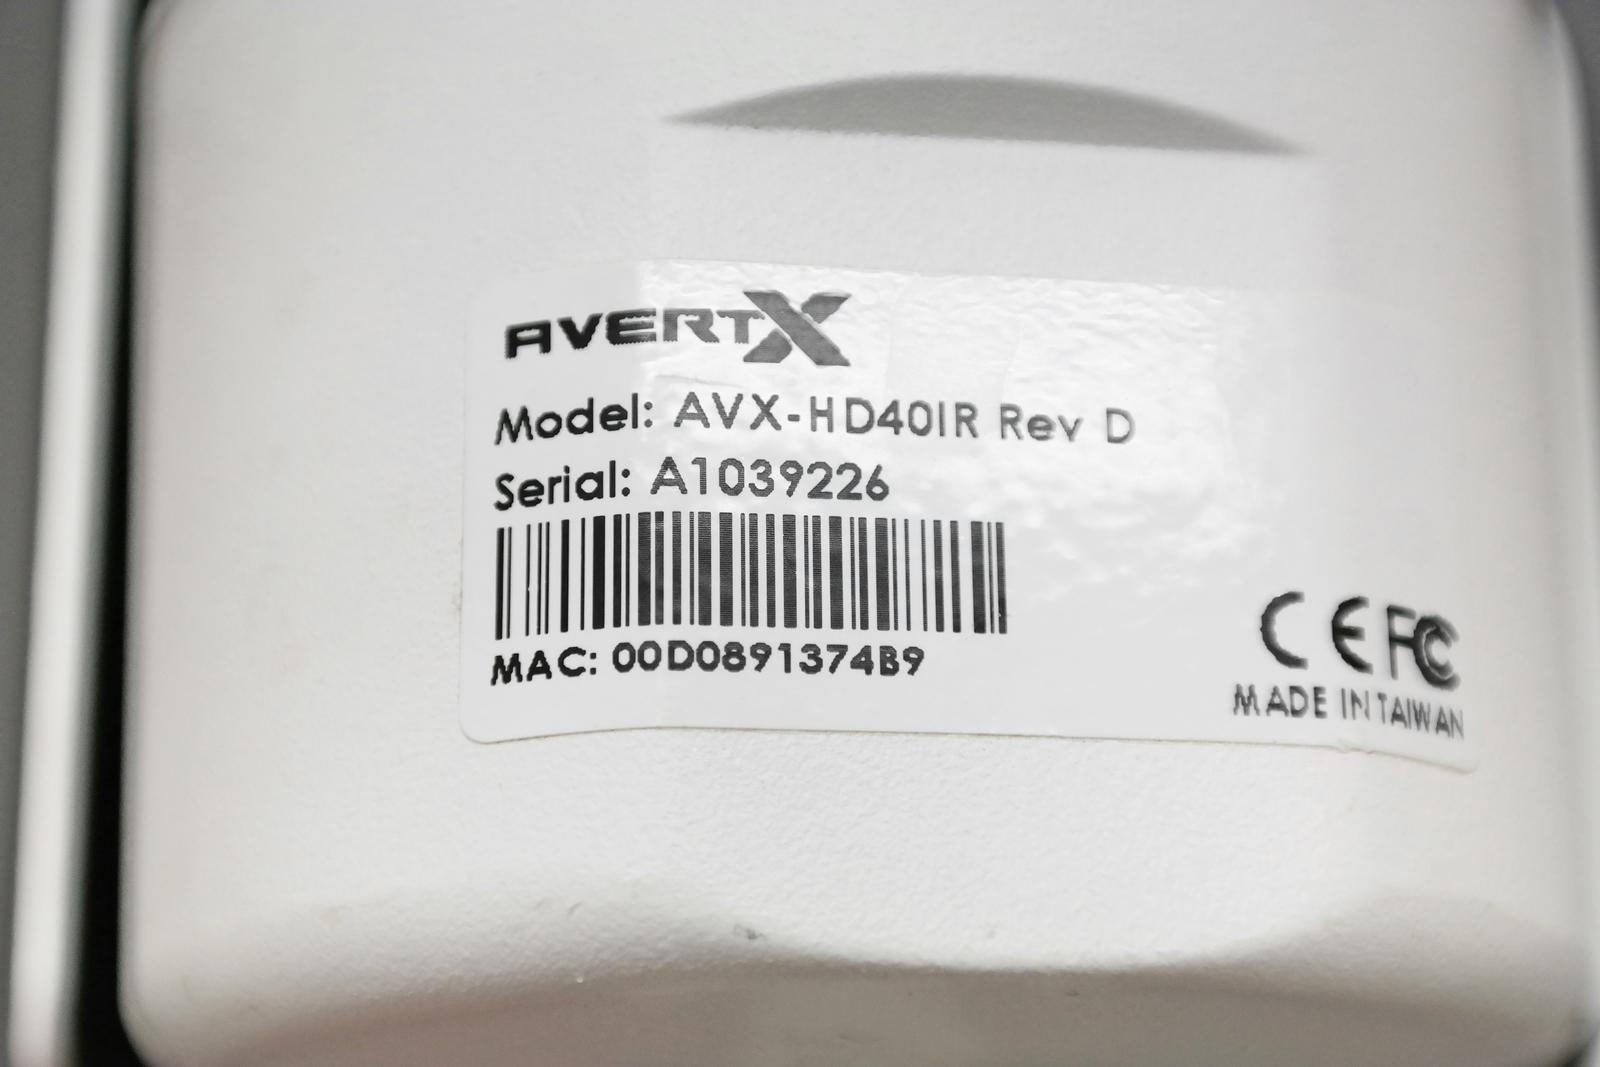 AVERTX
Model: AVX-HD40IR Rev D
Serial: A1039226
MAC: 00D0891374B9
CE FC
MADE IN TAIWAN